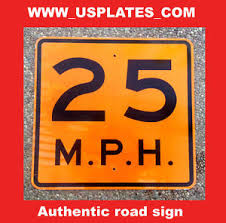 WWW_USPLATES_COM
25
M.P.H.
Authentic road sign